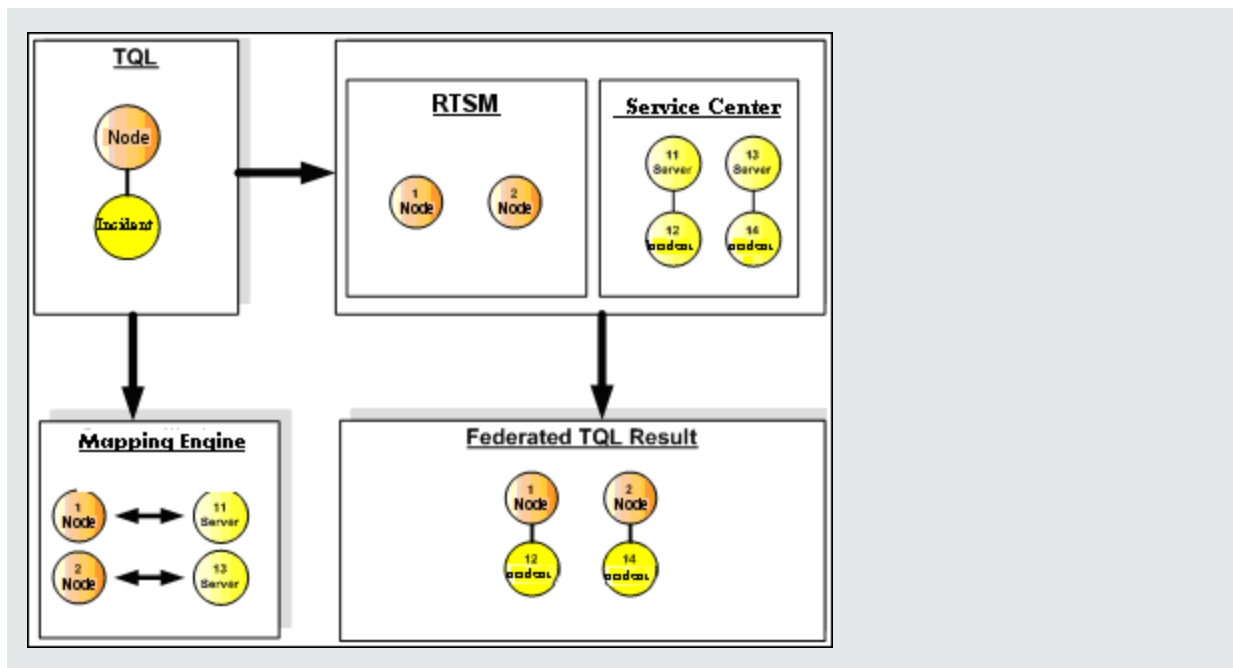 TQL
Node
Incident
RTSM
1
Node
2
Node
Service Center
11
Server
13
Server
12
14
Mapping Engine
1
Node
11
Server
2
Node
13
Server
Federated TQL Result
1
Node
2
Node
12
14